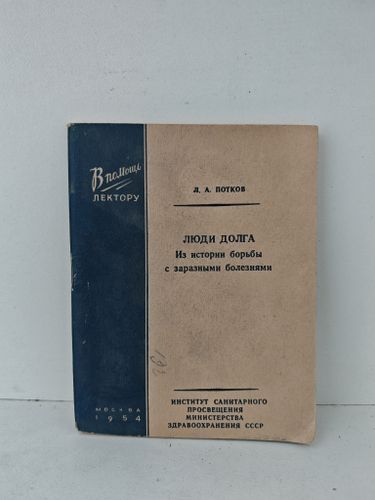 В помощь
ЛЕКТОРУ
Л. А. ПОТКОВ
ЛЮДИ ДОЛГА
Из истории борьбы
с заразными болезнями
МОСКВА
1954
ИНСТИТУТ САНИТАРНОГО
ПРОСВЕЩЕНИЯ
МИНИСТЕРСТВА
ЗДРАВООХРАНЕНИЯ СССР